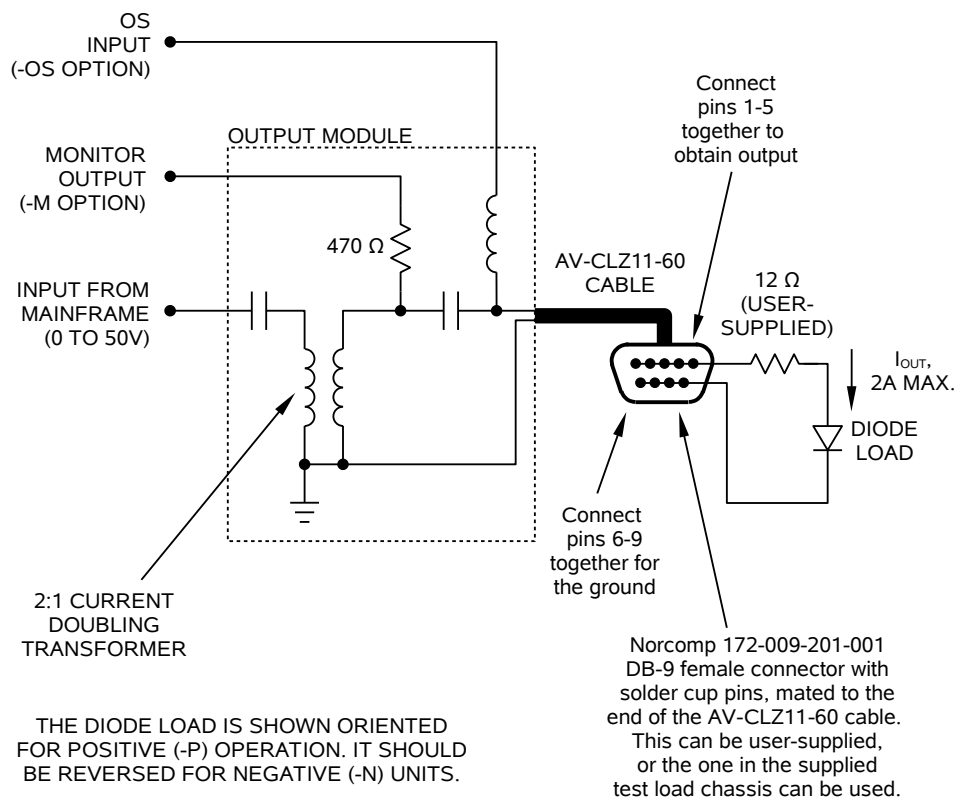 OS
INPUT
(-OS OPTION)
Connect
pins 1-5
together to
obtain output
OUTPUT MODULE
MONITOR
OUTPUT
(-M OPTION)
470 Ω
AV-CLZ11-60
CABLE
12 Ω
(USER-
SUPPLIED)
INPUT FROM
MAINFRAME
(0 TO 50V)
IOUT,
2A MAX.
DIODE
LOAD
Connect
pins 6-9
together for
the ground
2:1 CURRENT
DOUBLING
TRANSFORMER
Norcomp 172-009-201-001
DB-9 female connector with
solder cup pins, mated to the
end of the AV-CLZ11-60 cable.
This can be user-supplied,
or the one in the supplied
test load chassis can be used.
THE DIODE LOAD IS SHOWN ORIENTED
FOR POSITIVE (-P) OPERATION. IT SHOULD
BE REVERSED FOR NEGATIVE (-N) UNITS.